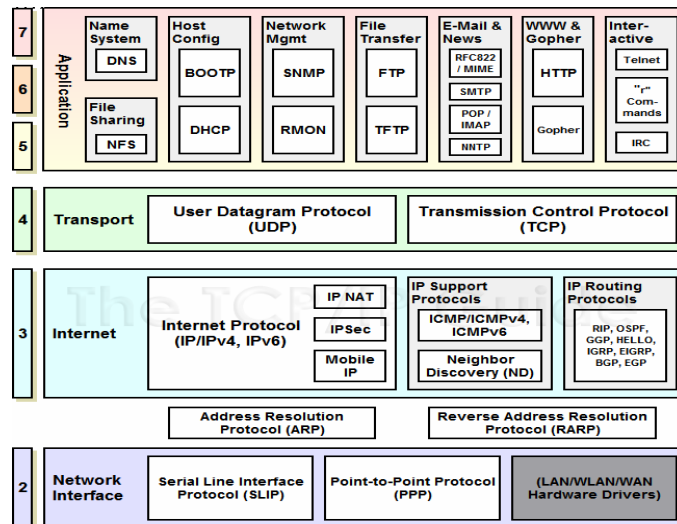 7
6
5
Application
Name
System
DNS
File
Sharing
NFS
Host
Config
BOOTP
DHCP
Network
Mgmt
SNMP
RMON
File
Transfer
FTP
TFTP
E-Mail &
News
RFC822
/ MIME
SMTP
POP /
IMAP
NNTP
WWW &
Gopher
HTTP
Gopher
Inter-
active
Telnet
"r"
Com-
mands
IRC
4
Transport
User Datagram Protocol
(UDP)
Transmission Control Protocol
(TCP)
The TCP/IP Guide
3
Internet
Internet Protocol
(IP/IPv4, IPv6)
IP NAT
IPSec
Mobile
IP
IP Support
Protocols
ICMP/ICMPv4,
ICMPv6
Neighbor
Discovery (ND)
IP Routing
Protocols
RIP, OSPF,
GGP, HELLO,
IGRP, EIGRP,
BGP, EGP
Address Resolution
Protocol (ARP)
Reverse Address Resolution
Protocol (RARP)
2
Network
Interface
Serial Line Interface
Protocol (SLIP)
Point-to-Point Protocol
(PPP)
(LAN/WLAN/WAN
Hardware Drivers)